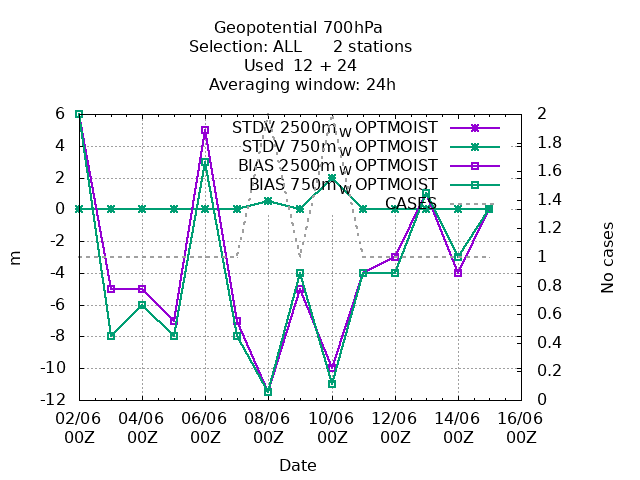 Geopotential 700hPa
Selection: ALL      2 stations
Used  12 + 24
Averaging window: 24h
STDV 2500m_W OPTMOIST
STDV 750m_W OPTMOIST
BIAS 2500m_W OPTMOIST
BIAS 750m_W OPTMOIST
CASES
6
4
2
0
-2
-4
-6
-8
-10
-12
m
2
1.8
1.6
1.4
1.2
1
0.8
0.6
0.4
0.2
0
No cases
02/06 04/06 06/06 08/06 10/06 12/06 14/06 16/06
00Z 00Z 00Z 00Z 00Z 00Z 00Z 00Z
Date